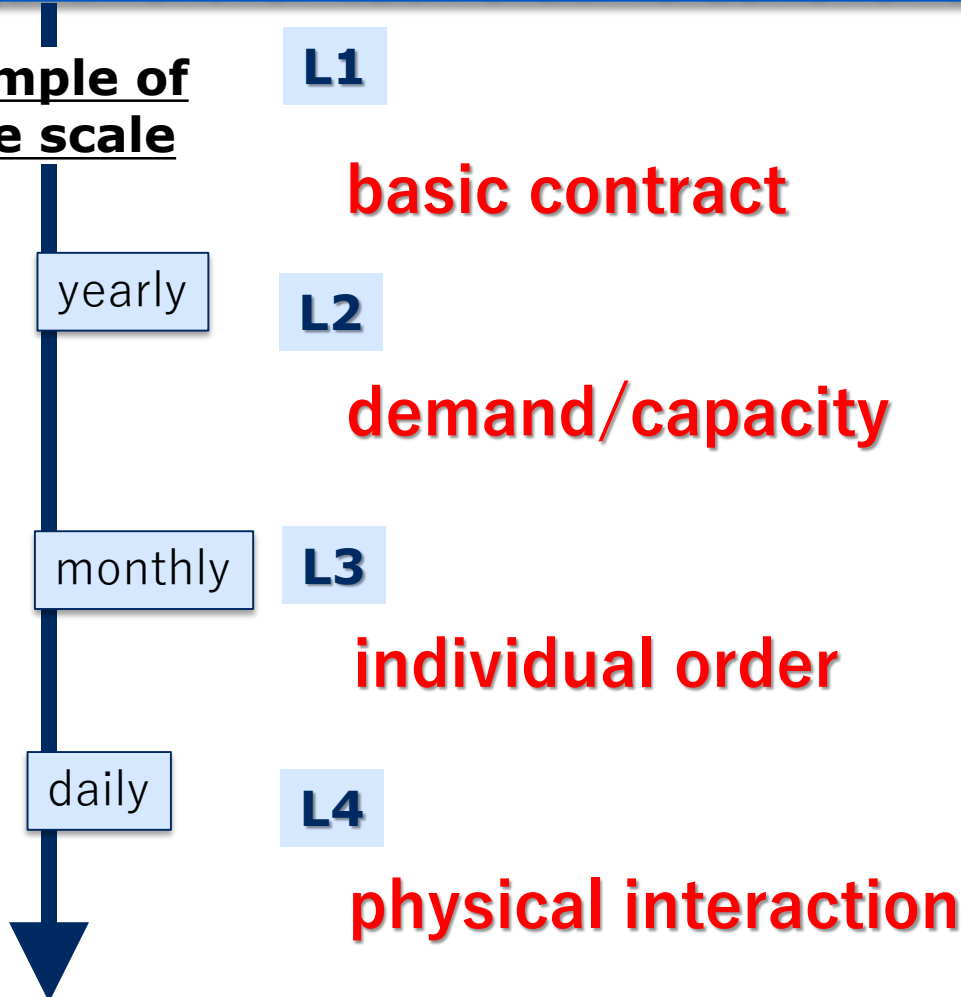 L1
mple of
e scale
basic contract
yearly
L2
demand/capacity
monthly
L3
individual order
daily
L4
physical interaction